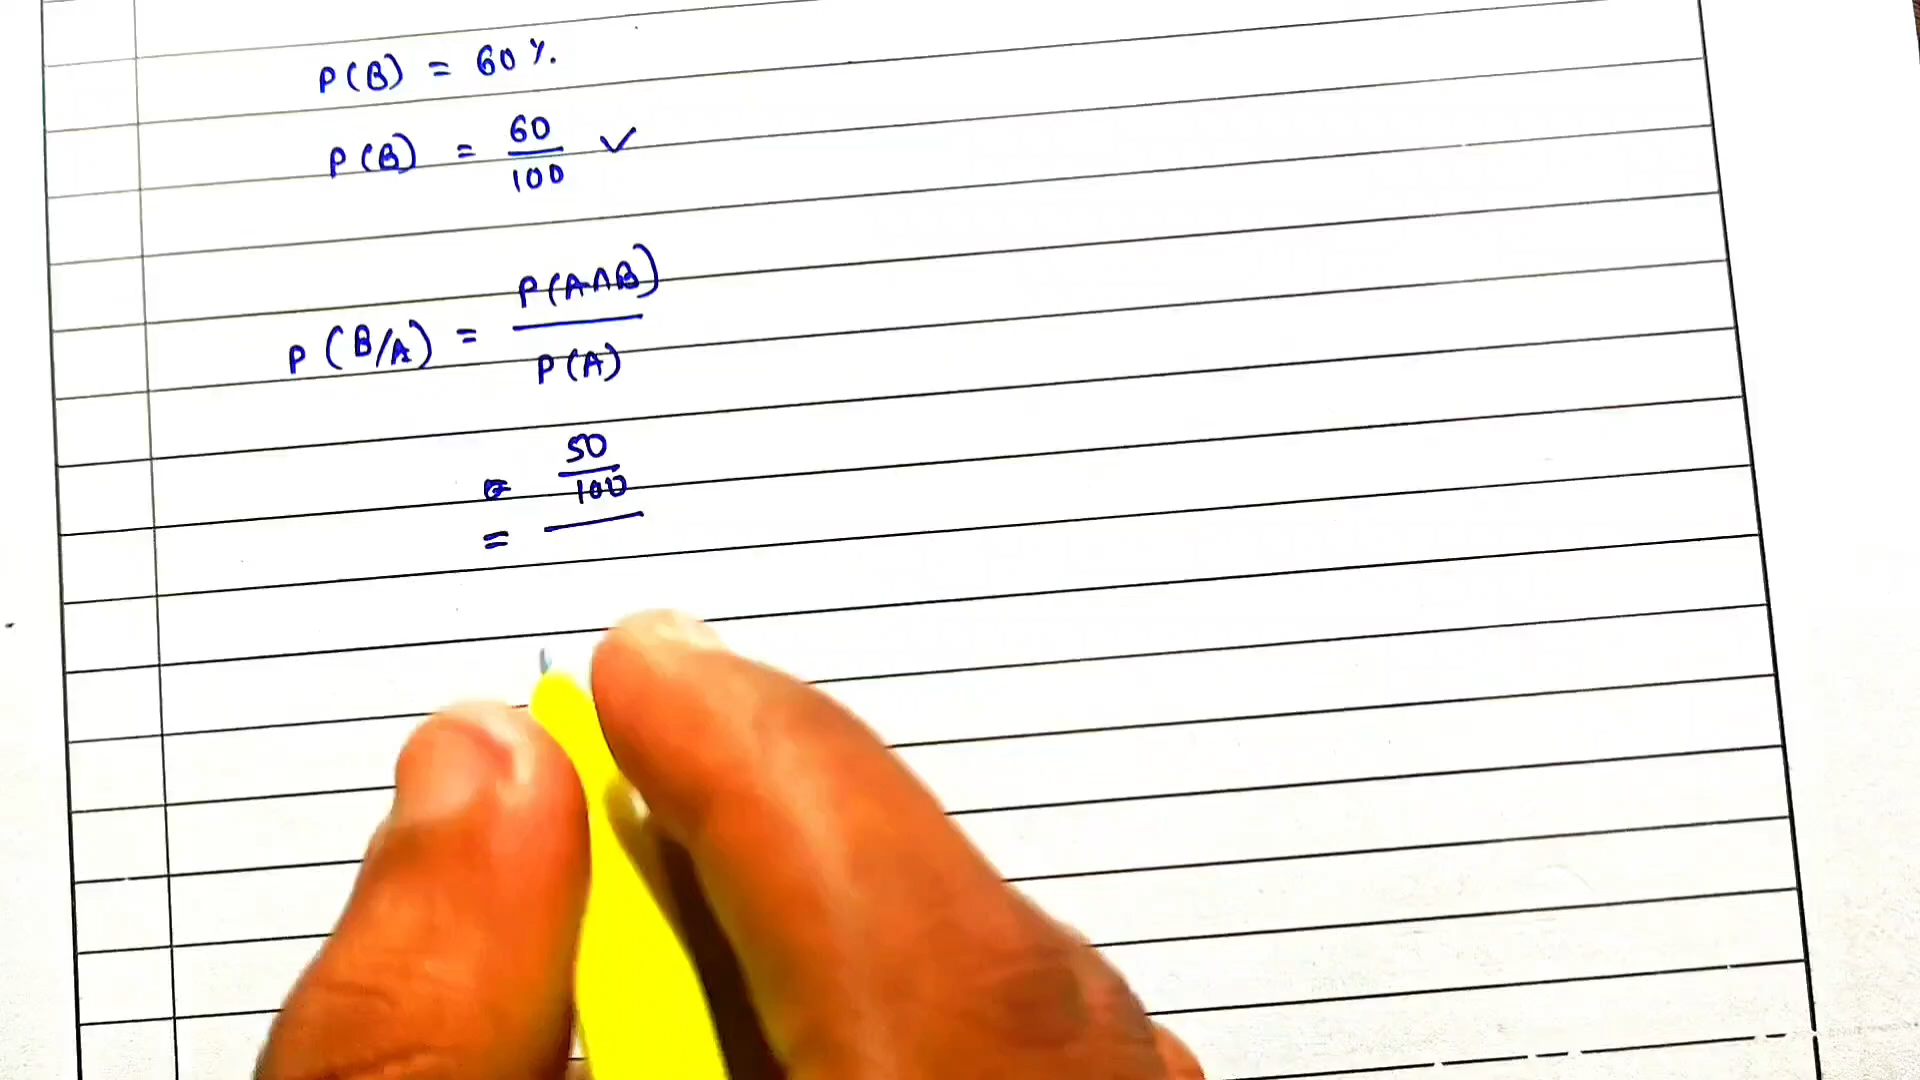 P(B) = 60%.
P(B) = 60/100 ✓
P(B/A) = P(A∩B)/P(A)
= 50/100
=